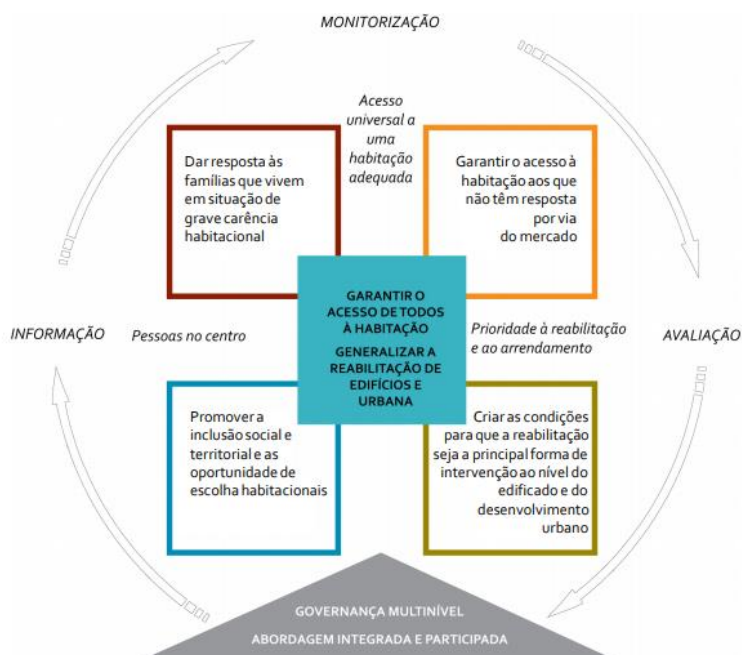 MONITORIZAÇÃO
Acesso
universal a
uma
habitação
adequada
Dar resposta às
famílias que vivem
em situação de
grave carência
habitacional
Garantir o acesso à
habitação aos que
não têm resposta
por via
do mercado
GARANTIR O
ACESSO DE TODOS
À HABITAÇÃO
GENERALIZAR A
REABILITAÇÃO DE
EDIFÍCIOS E
URBANA
INFORMAÇÃO
Pessoas no centro
Prioridade à reabilitação
e ao arrendamento
AVALIAÇÃO
Promover a
inclusão social e
territorial e as
oportunidade de
escolha habitacionais
Criar as condições
para que a reabilitação
seja a principal forma de
intervenção ao nível do
edificado e do
desenvolvimento
urbano
GOVERNANÇA MULTINÍVEL
ABORDAGEM INTEGRADA E PARTICIPADA